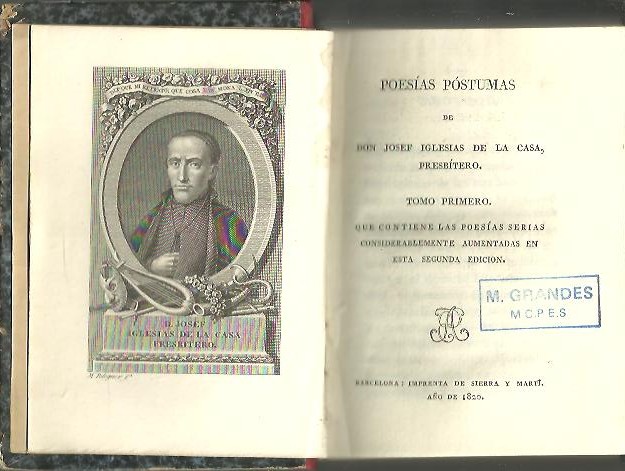 D. JOSEF
IGLESIAS DE LA CASA
PRESBITERO.
POESÍAS PÓSTUMAS
DE
DON JOSEF IGLESIAS DE LA CASA,
PRESBÍTERO.
TOMO PRIMERO.
QUE CONTIENE LAS POESÍAS SERIAS
CONSIDERABLEMENTE AUMENTADAS EN
ESTA SEGUNDA EDICION.
M. GRANDES
M C.P E.S
BARCELONA: IMPRENTA DE SIERRA Y MARTÍ.
AÑO DE 1820.